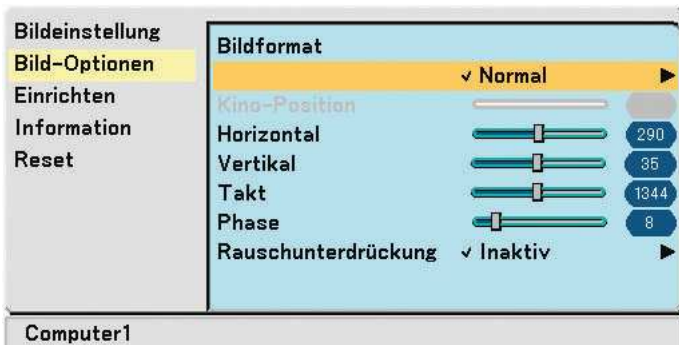 Bildeinstellung
Bild-Optionen
Einrichten
Information
Reset
Bildformat
✓ Normal
Kino-Position
Horizontal 290
Vertikal 35
Takt 1344
Phase 8
Rauschunterdrückung ✓ Inaktiv
Computer1